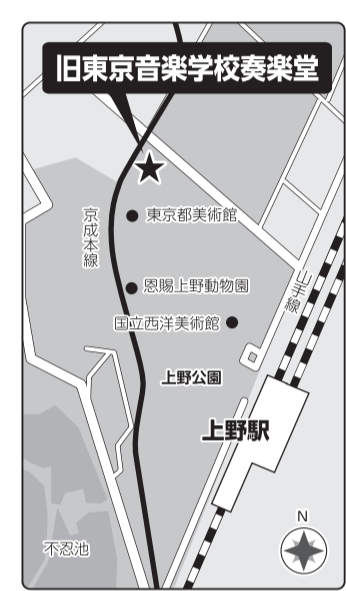 旧東京音楽学校奏楽堂
京成本線
東京都美術館
恩賜上野動物園
山手線
国立西洋美術館
上野公園
上野駅
N
不忍池